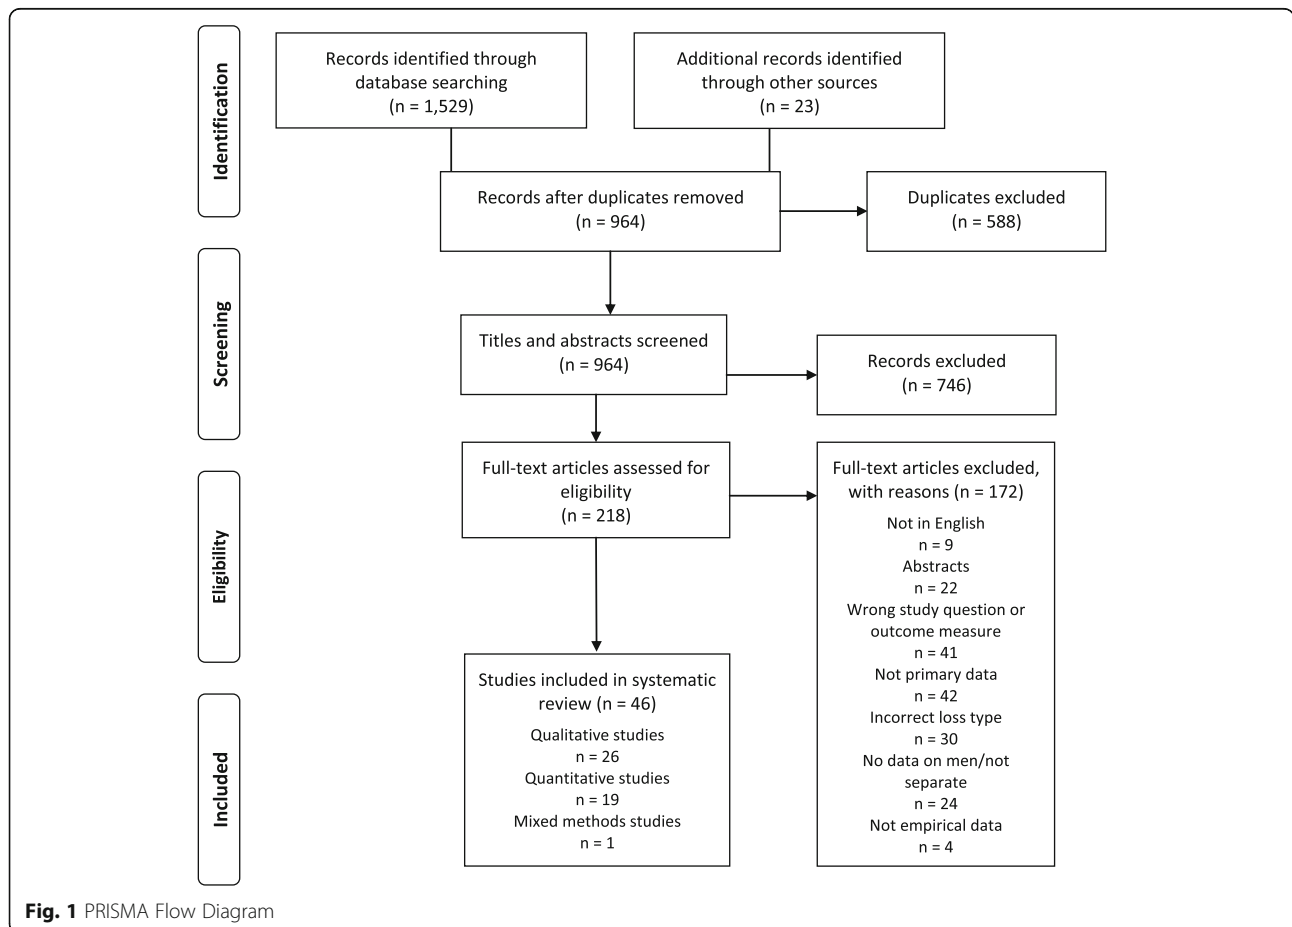 Identification
Records identified through
database searching
(n = 1,529)
Additional records identified
through other sources
(n = 23)
Records after duplicates removed
(n = 964)
Duplicates excluded
(n = 588)
Screening
Titles and abstracts screened
(n = 964)
Records excluded
(n = 746)
Eligibility
Full-text articles assessed for
eligibility
(n = 218)
Full-text articles excluded,
with reasons (n = 172)
Not in English
n = 9
Abstracts
n = 22
Wrong study question or
outcome measure
n = 41
Not primary data
n = 42
Incorrect loss type
n = 30
No data on men/not
separate
n = 24
Not empirical data
n = 4
Included
Studies included in systematic
review (n = 46)
Qualitative studies
n = 26
Quantitative studies
n = 19
Mixed methods studies
n = 1
Fig. 1 PRISMA Flow Diagram